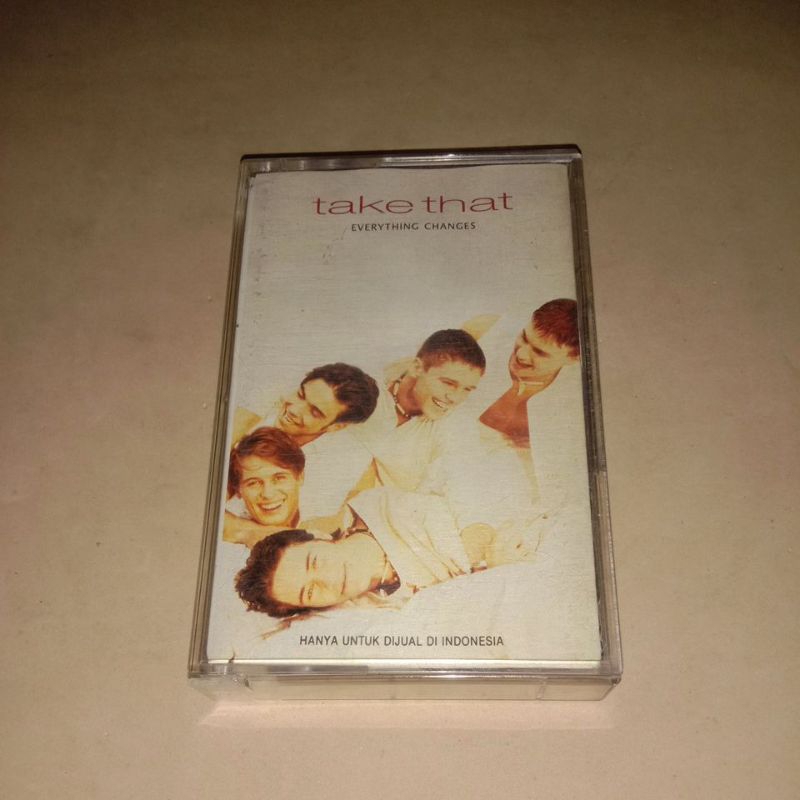 take that
EVERYTHING CHANGES
HANYA UNTUK DIJUAL DI INDONESIA